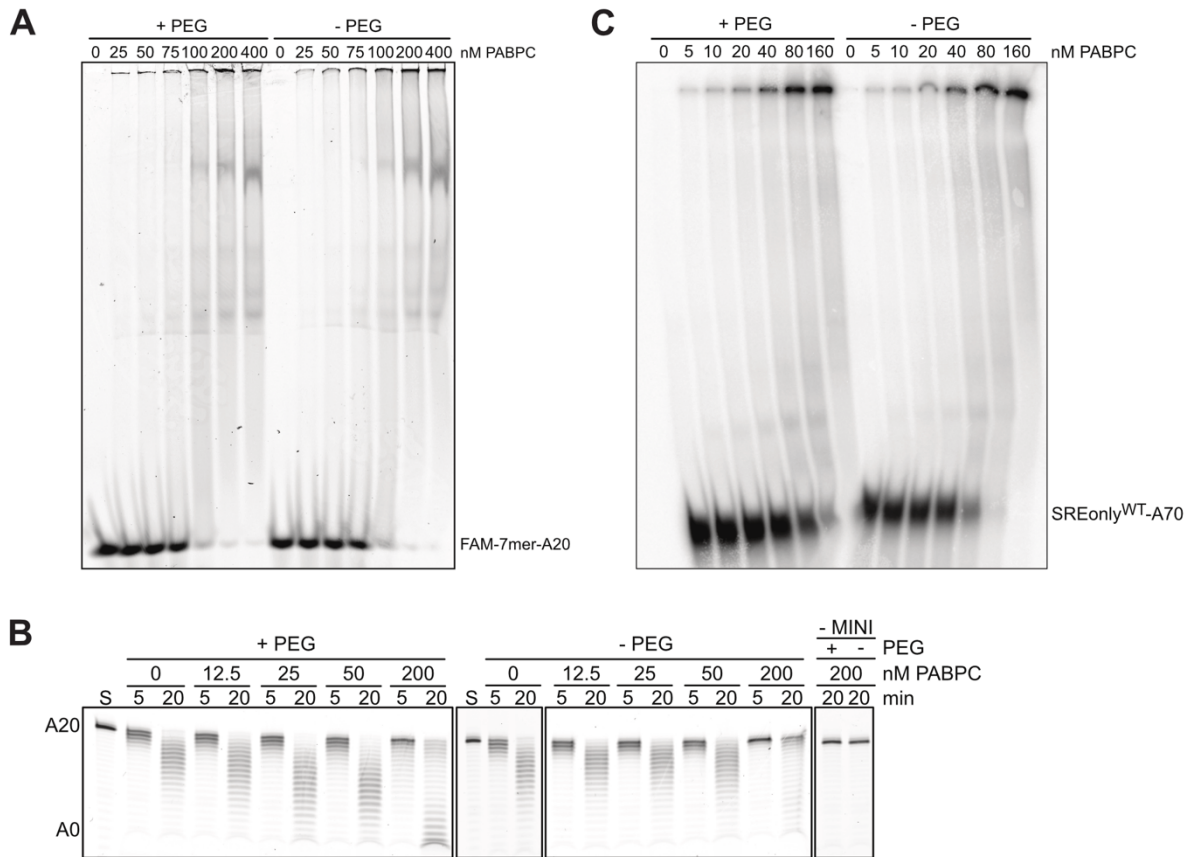 A
+ PEG - PEG
0 25 50 75 100 200 400 0 25 50 75 100 200 400 nM PABPC
FAM-7mer-A20
C
+ PEG - PEG
0 5 10 20 40 80 160 0 5 10 20 40 80 160 nM PABPC
SREonlyWT-A70
B
+ PEG - PEG - MINI
+ - PEG
0 12.5 25 50 200 0 12.5 25 50 200 200 nM PABPC
S 5 20 5 20 5 20 5 20 5 20 S 5 20 5 20 5 20 5 20 5 20 20 20 min
A20
A0